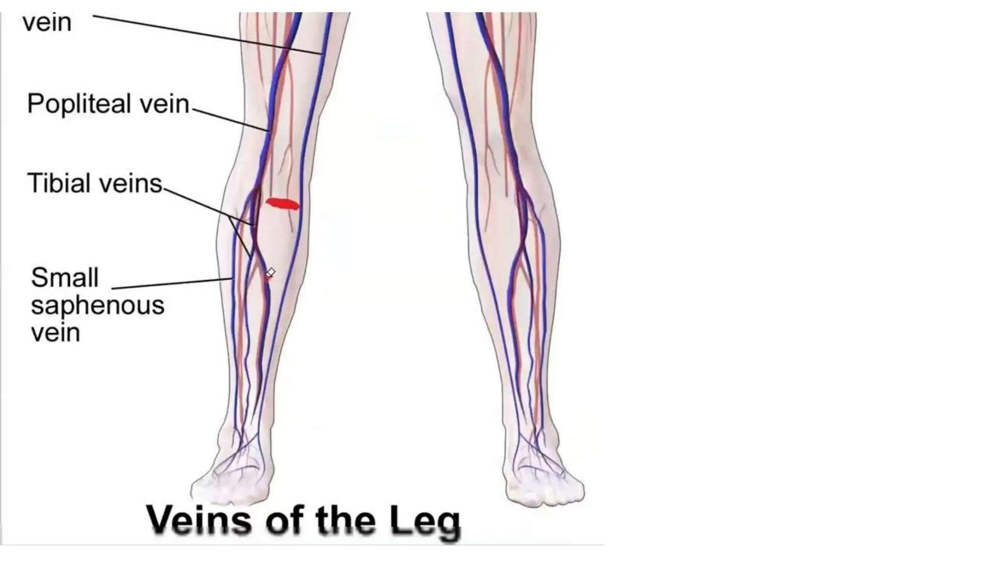 vein
Popliteal vein
Tibial veins
Small
saphenous
vein
Veins of the Leg